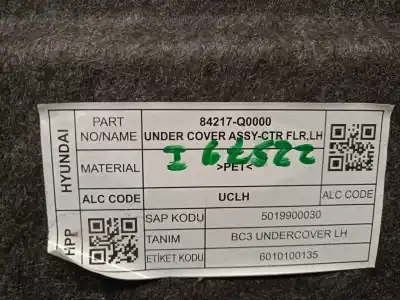 HYUNDAI
HPP
PART NO/NAME
84217-Q0000
UNDER COVER ASSY-CTR FLR,LH
MATERIAL
>PET<
I 67522
ALC CODE
UCLH
ALC CODE
SAP KODU
5019900030
TANIM
BC3 UNDERCOVER LH
ETİKET KODU
6010100135